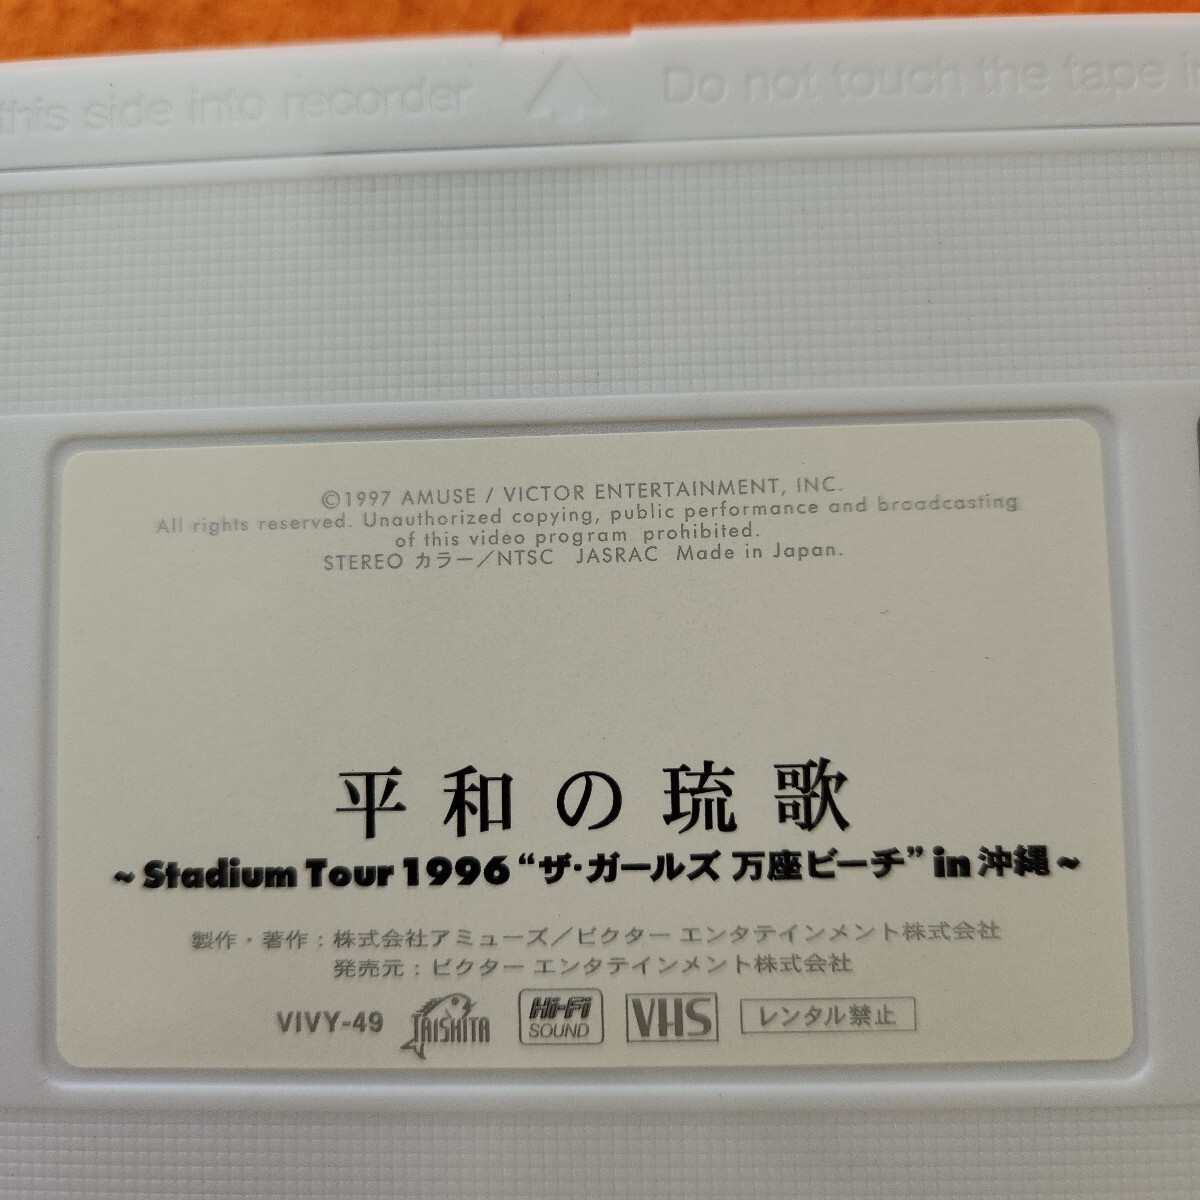 this side into recorder Do not touch the tape in
©1997 AMUSE / VICTOR ENTERTAINMENT, INC.
All rights reserved. Unauthorized copying, public performance and broadcasting
of this video program prohibited.
STEREO カラー/NTSC JASRAC Made in Japan.
平和の琉歌
~Stadium Tour 1996 “ザ・ガールズ 万座ビーチ” in 沖縄~
製作・著作：株式会社アミューズ/ビクター エンタテインメント株式会社
発売元：ビクター エンタテインメント株式会社
VIVY-49 TAISHITA Hi-Fi SOUND VHS レンタル禁止